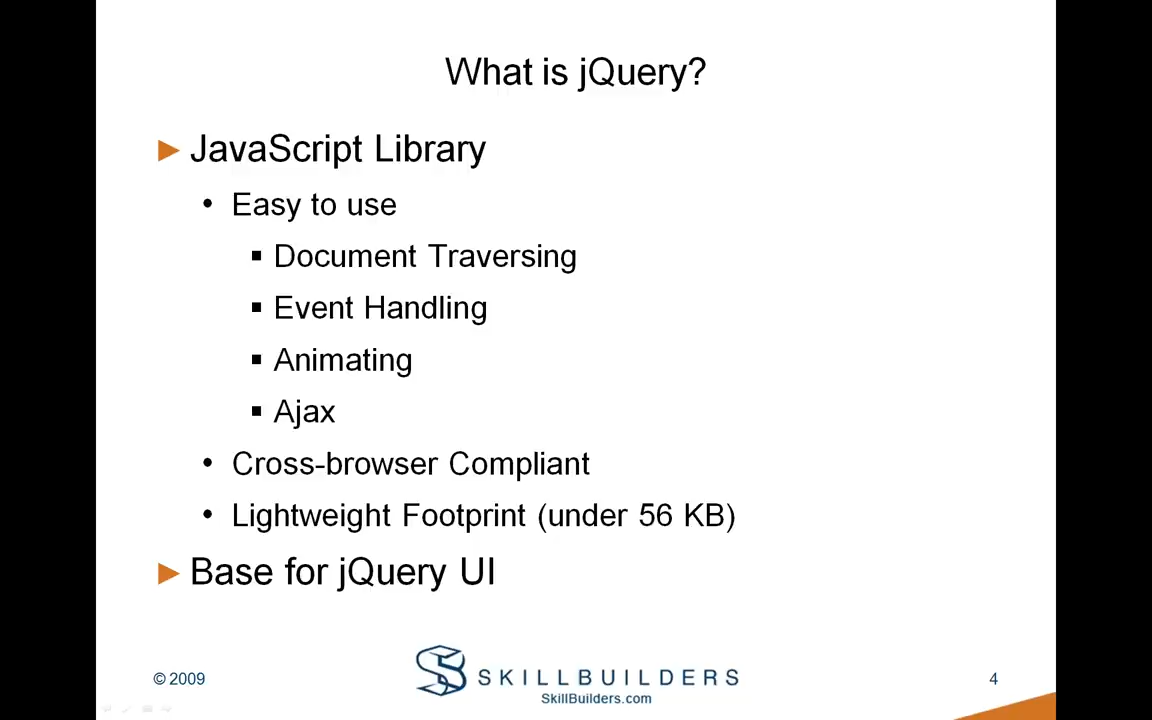 What is jQuery?
► JavaScript Library
• Easy to use
▪ Document Traversing
▪ Event Handling
▪ Animating
▪ Ajax
• Cross-browser Compliant
• Lightweight Footprint (under 56 KB)
► Base for jQuery UI
© 2009
SKILLBUILDERS
SkillBuilders.com
4